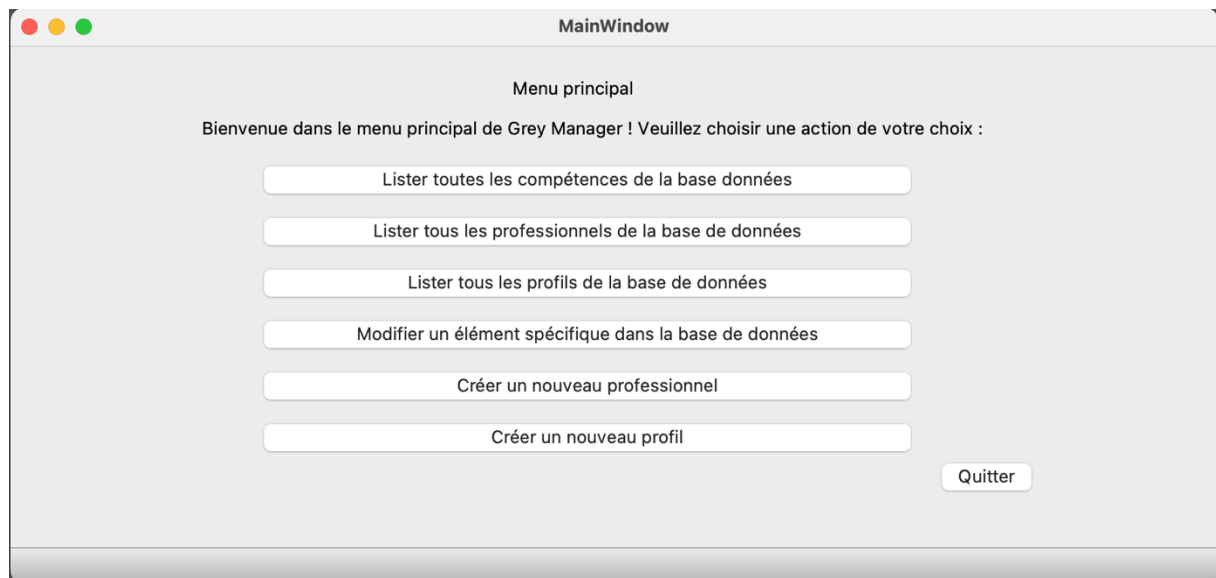 MainWindow
Menu principal
Bienvenue dans le menu principal de Grey Manager ! Veuillez choisir une action de votre choix :
Lister toutes les compétences de la base données
Lister tous les professionnels de la base de données
Lister tous les profils de la base de données
Modifier un élément spécifique dans la base de données
Créer un nouveau professionnel
Créer un nouveau profil
Quitter